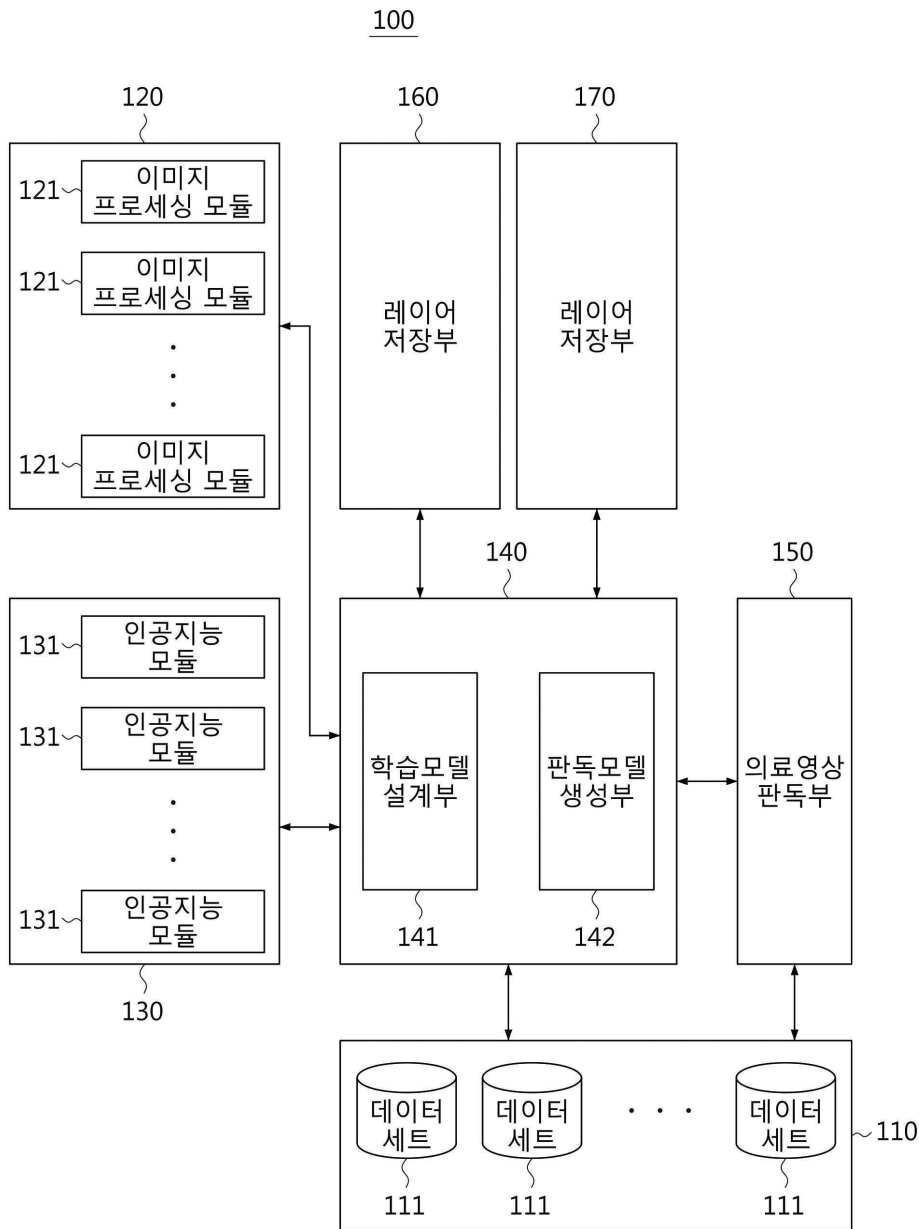 100
120
160
170
121
이미지
프로세싱 모듈
121
이미지
프로세싱 모듈
121
이미지
프로세싱 모듈
레이어
저장부
레이어
저장부
140
150
131
인공지능
모듈
131
인공지능
모듈
131
인공지능
모듈
130
학습모델
설계부
판독모델
생성부
141
142
의료영상
판독부
데이터
세트
데이터
세트
· · ·
데이터
세트
111
111
111
110